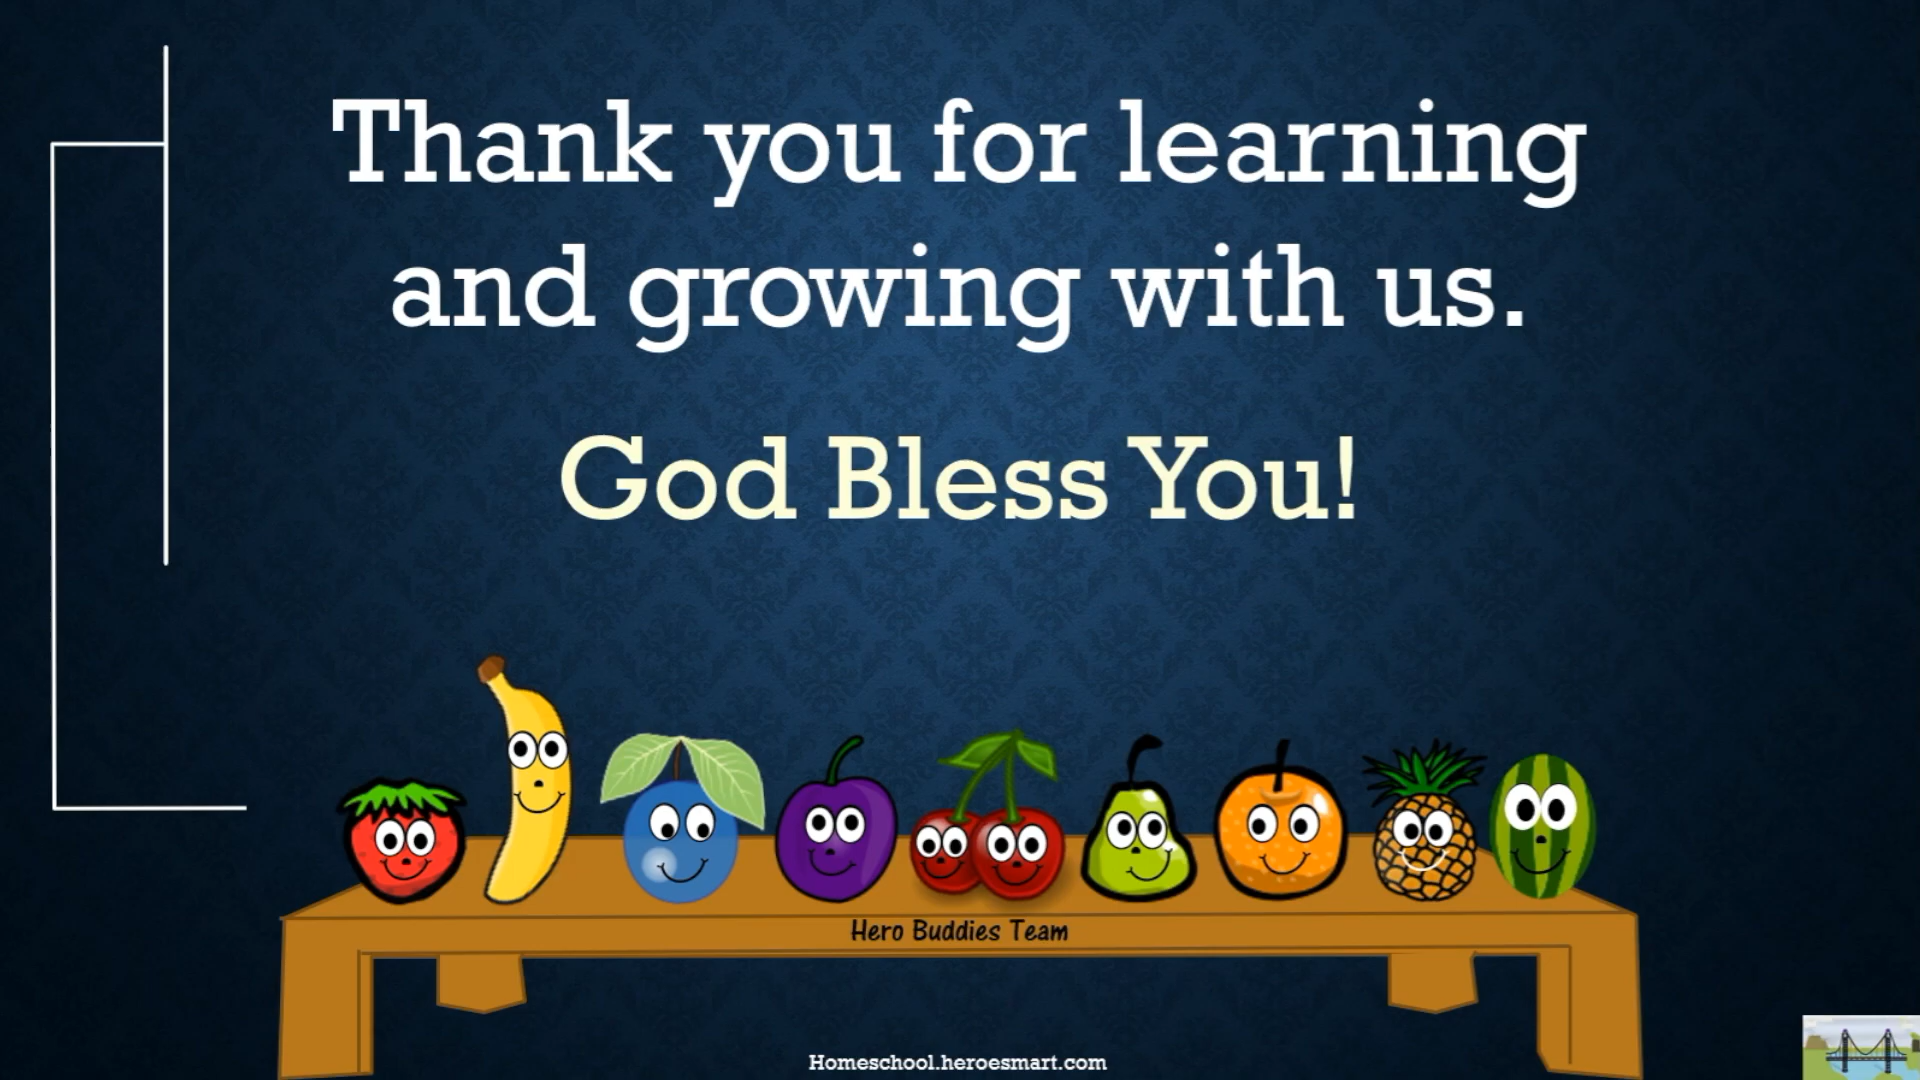 Thank you for learning
and growing with us.
God Bless You!
Hero Buddies Team
Homeschool.heroesmart.com